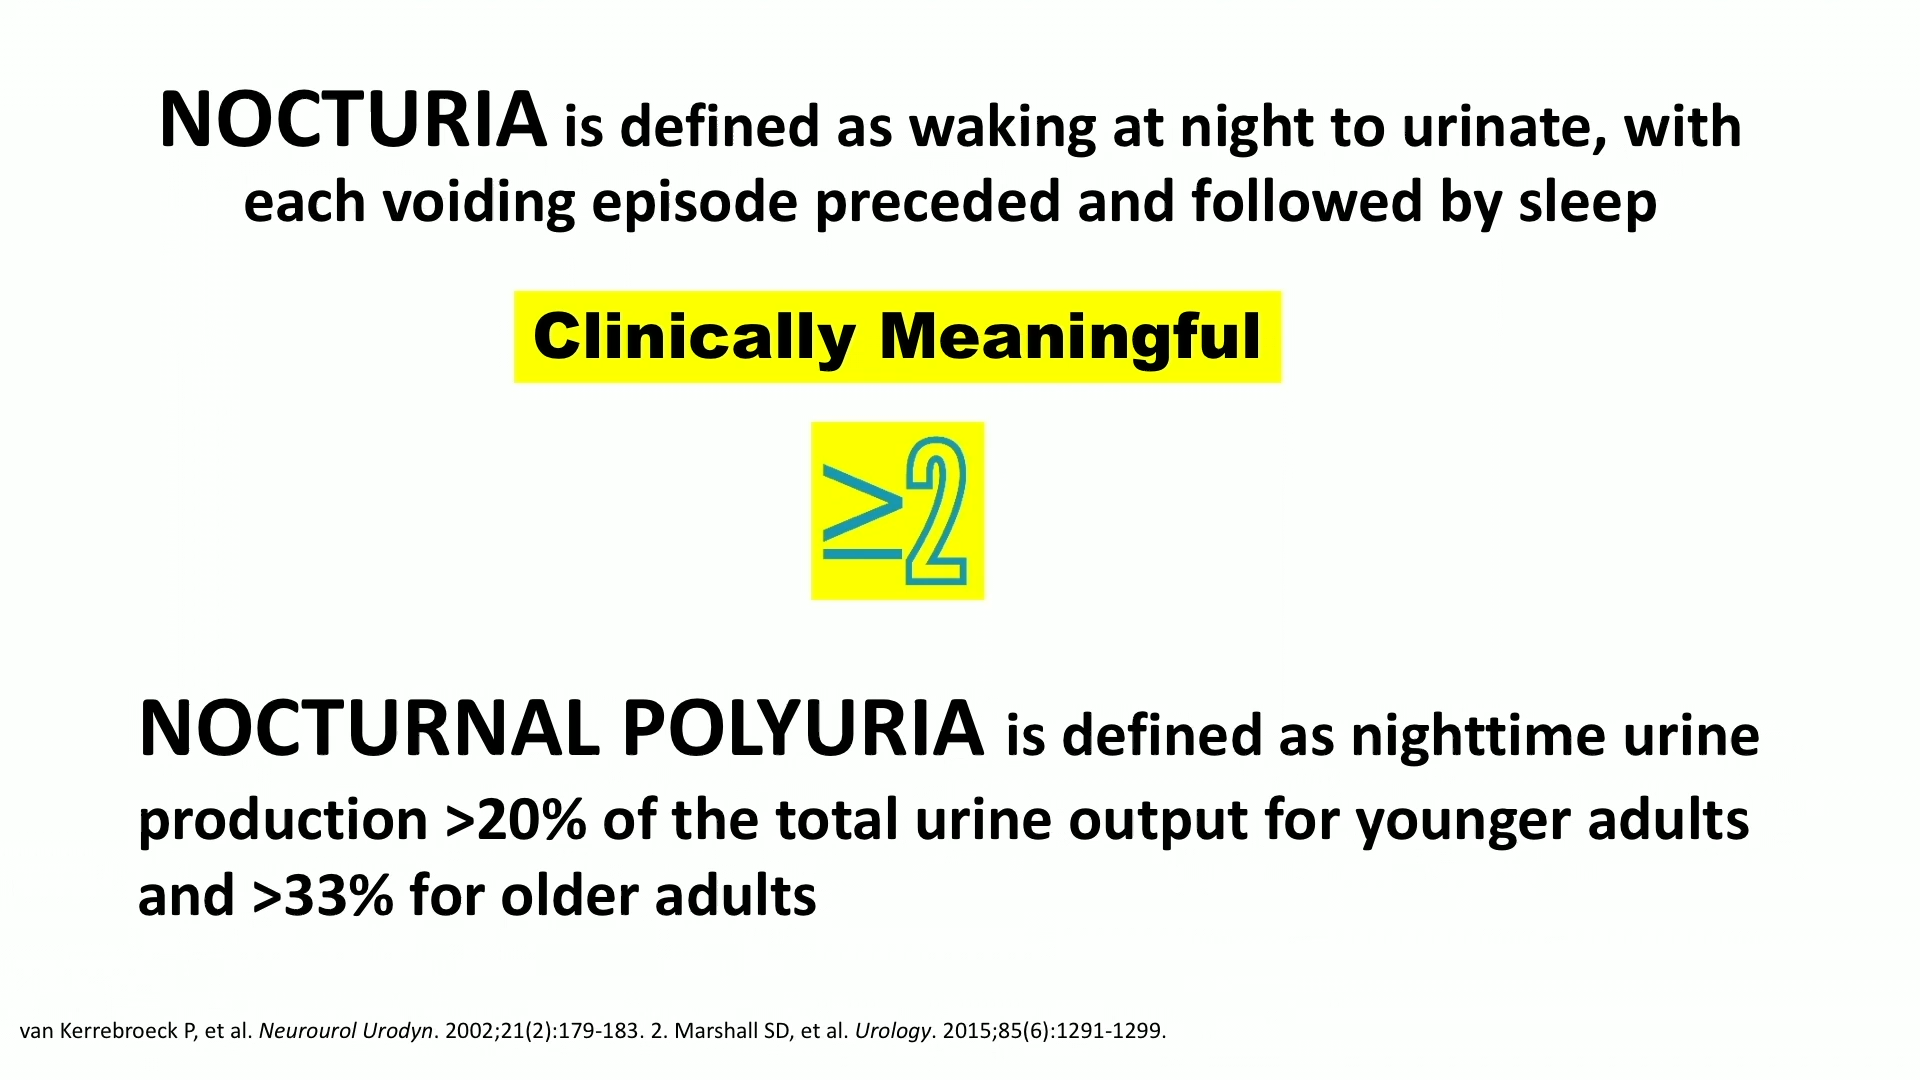 NOCTURIA is defined as waking at night to urinate, with
each voiding episode preceded and followed by sleep
Clinically Meaningful
≥2
NOCTURNAL POLYURIA is defined as nighttime urine
production >20% of the total urine output for younger adults
and >33% for older adults
van Kerrebroeck P, et al. Neurourol Urodyn. 2002;21(2):179-183. 2. Marshall SD, et al. Urology. 2015;85(6):1291-1299.